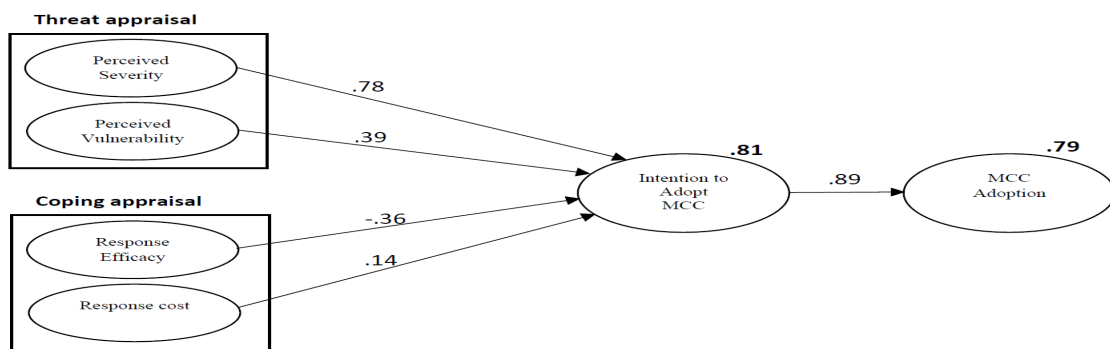 Threat appraisal
Perceived
Severity
.78
Perceived
Vulnerability
.39
.81
Intention to
Adopt
MCC
.89
.79
MCC
Adoption
Coping appraisal
Response
Efficacy
-.36
Response cost
.14